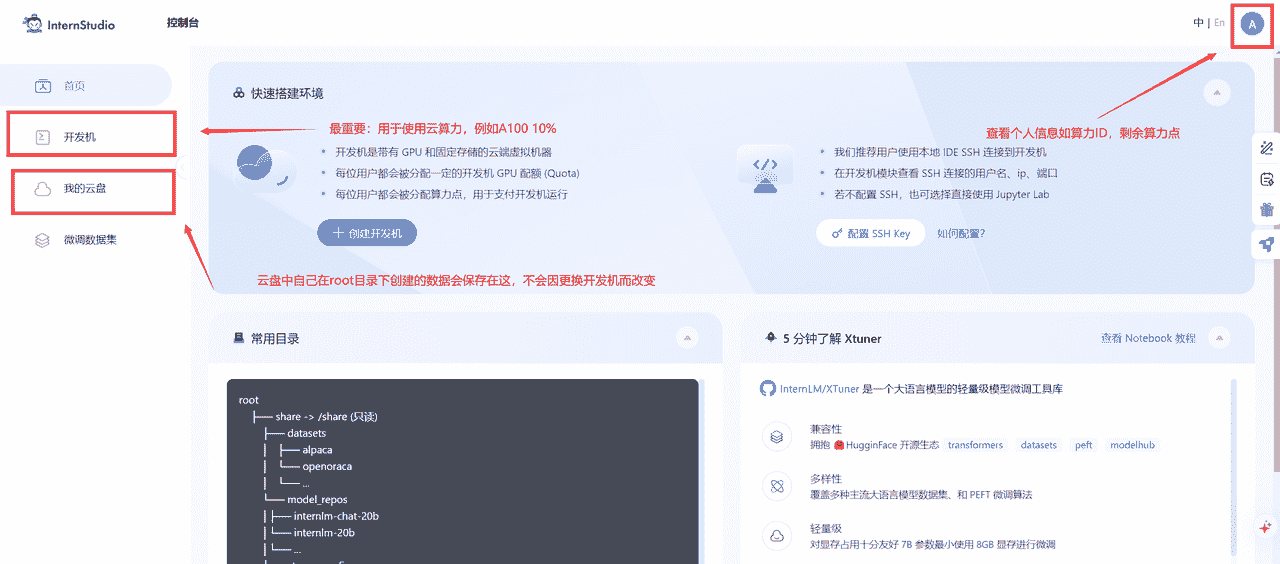 InternStudio
控制台
中 | En
A
首页
开发机
我的云盘
微调数据集
快速搭建环境
最重要：用于使用云算力，例如A100 10%
开发机是带有 GPU 和固定存储的云端虚拟机器
每位用户都会被分配一定的开发机 GPU 配额 (Quota)
每位用户都会被分配算力点，用于支付开发机运行
创建开发机
查看个人信息如算力ID，剩余算力点
我们推荐用户使用本地 IDE SSH 连接到开发机
在开发机模块查看 SSH 连接的用户名、ip、端口
若不配置 SSH，也可选择直接使用 Jupyter Lab
配置 SSH Key
如何配置？
云盘中自己在root目录下创建的数据会保存在这，不会因更换开发机而改变
常用目录
root
├── share -> /share (只读)
├── datasets
│ ├── alpaca
│ └── openoraca
│ └── ...
└── model_repos
├── internlm-chat-20b
└── internlm-20b
└── ...
5 分钟了解 Xtuner
查看 Notebook 教程
InternLM/XTuner 是一个大语言模型的轻量级模型微调工具库
兼容性
拥抱 🤗 HugginFace 开源生态 transformers datasets peft modelhub
多样性
覆盖多种主流大语言模型数据集、和 PEFT 微调算法
轻量级
对显存占用十分友好 7B 参数最小使用 8GB 显存进行微调